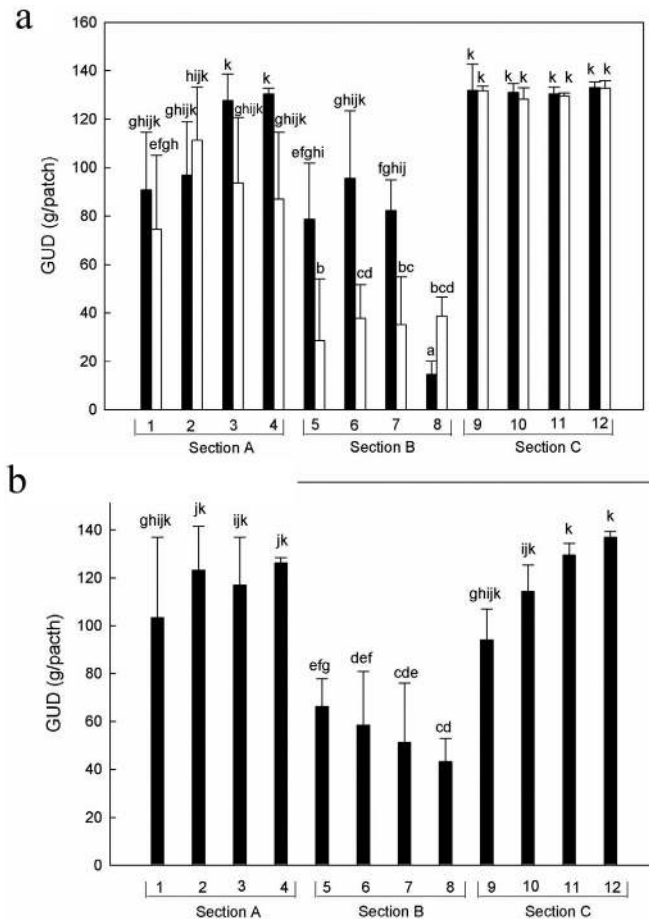 a
160
140
120
100
80
60
40
20
0
GUD (g/patch)
ghijk efgh ghijk hijk k ghijk k ghijk
efghi b ghijk cd fghij bc a bcd
k k k k k k k k
1 2 3 4 5 6 7 8 9 10 11 12
Section A Section B Section C
b
140
120
100
80
60
40
20
0
GUD (g/pacth)
ghijk jk ijk jk
efg def cde cd
ghijk ijk k k
1 2 3 4 5 6 7 8 9 10 11 12
Section A Section B Section C